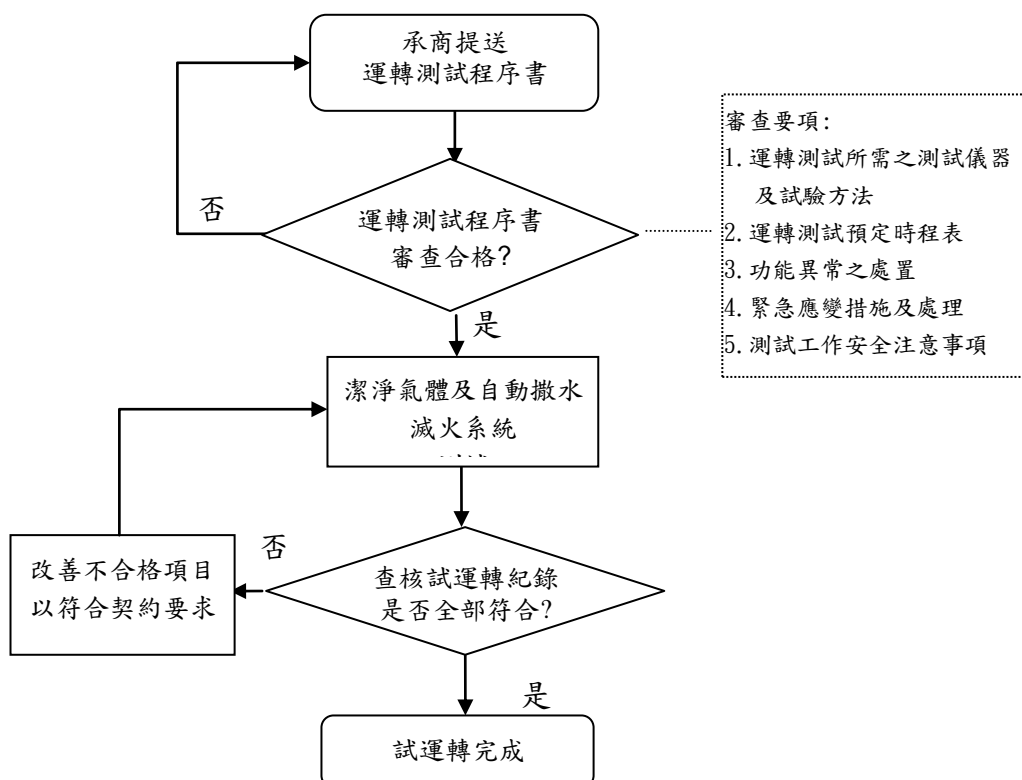 承商提送
運轉測試程序書
審查要項:
1.運轉測試所需之測試儀器
及試驗方法
2.運轉測試預定時程表
3.功能異常之處置
4.緊急應變措施及處理
5.測試工作安全注意事項
否
運轉測試程序書
審查合格?
是
潔淨氣體及自動撒水
滅火系統
否
改善不合格項目
以符合契約要求
查核試運轉紀錄
是否全部符合?
是
試運轉完成